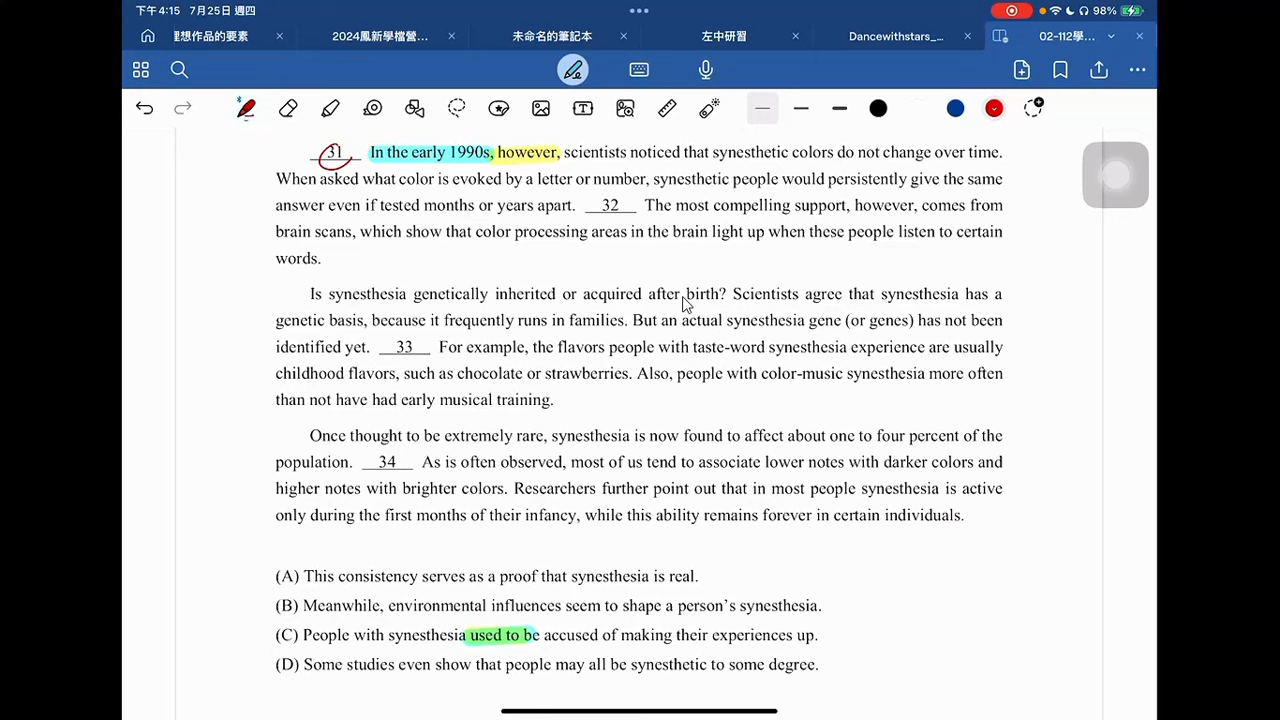 下午4:15 7月25日 週四
98%
理想作品的要素
2024鳳新學檔營...
未命名的筆記本
左中研習
Dancewithstars_...
02-112學...
31 In the early 1990s, however, scientists noticed that synesthetic colors do not change over time.
When asked what color is evoked by a letter or number, synesthetic people would persistently give the same
answer even if tested months or years apart. 32 The most compelling support, however, comes from
brain scans, which show that color processing areas in the brain light up when these people listen to certain
words.
Is synesthesia genetically inherited or acquired after birth? Scientists agree that synesthesia has a
genetic basis, because it frequently runs in families. But an actual synesthesia gene (or genes) has not been
identified yet. 33 For example, the flavors people with taste-word synesthesia experience are usually
childhood flavors, such as chocolate or strawberries. Also, people with color-music synesthesia more often
than not have had early musical training.
Once thought to be extremely rare, synesthesia is now found to affect about one to four percent of the
population. 34 As is often observed, most of us tend to associate lower notes with darker colors and
higher notes with brighter colors. Researchers further point out that in most people synesthesia is active
only during the first months of their infancy, while this ability remains forever in certain individuals.
(A) This consistency serves as a proof that synesthesia is real.
(B) Meanwhile, environmental influences seem to shape a person's synesthesia.
(C) People with synesthesia used to be accused of making their experiences up.
(D) Some studies even show that people may all be synesthetic to some degree.